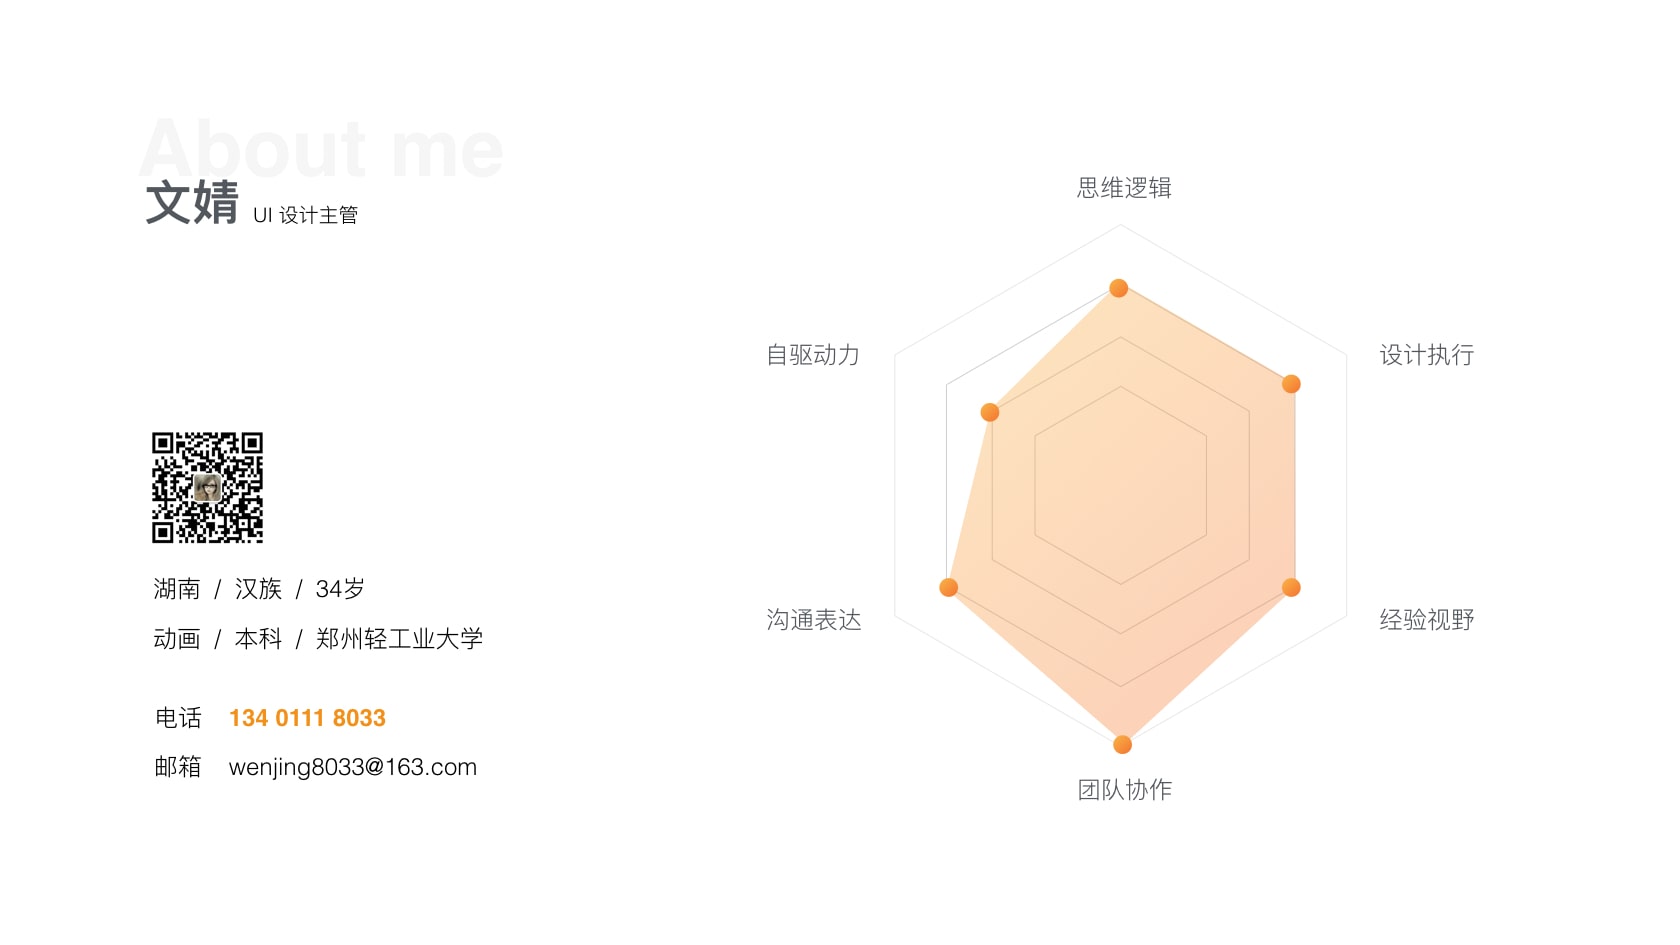 About me
文婧 UI 设计主管
湖南 / 汉族 / 34岁
动画 / 本科 / 郑州轻工业大学
电话 134 0111 8033
邮箱 wenjing8033@163.com
思维逻辑
自驱动力
设计执行
沟通表达
经验视野
团队协作